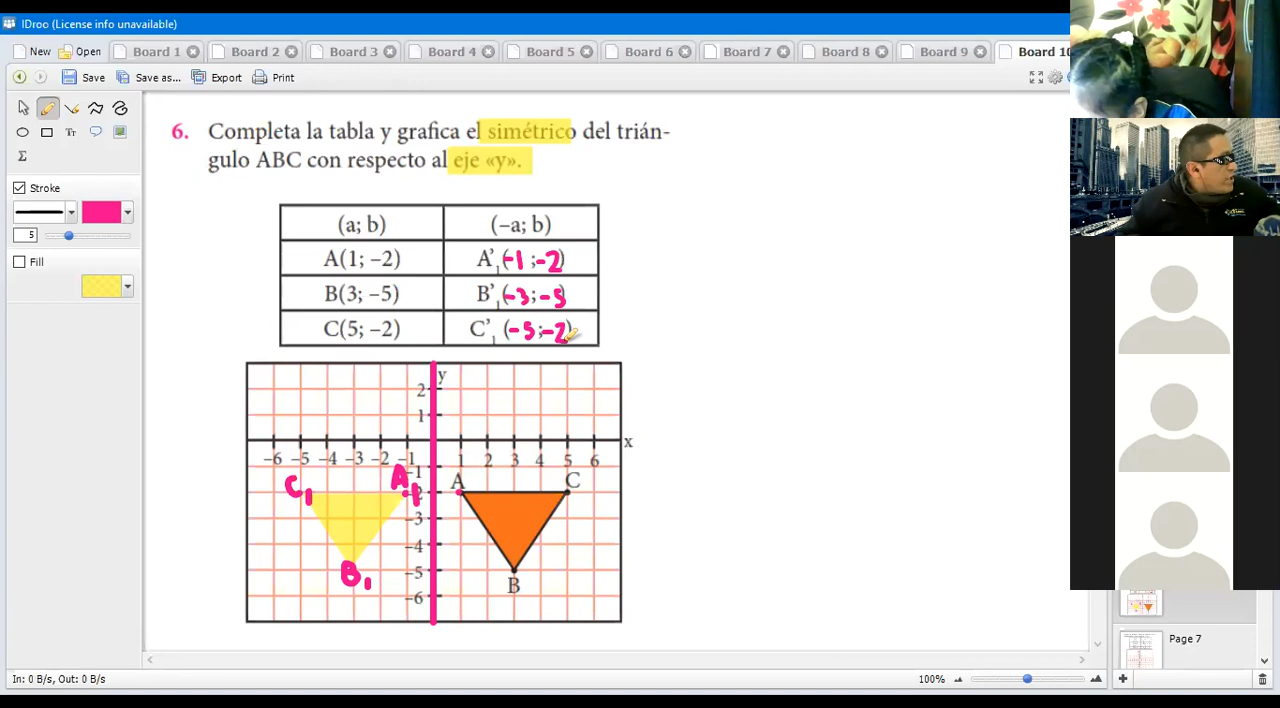 IDroo (License info unavailable)
New Open Board 1 Board 2 Board 3 Board 4 Board 5 Board 6 Board 7 Board 8 Board 9 Board 10
Save Save as... Export Print
Tт
Σ
Stroke
5
Fill
6. Completa la tabla y grafica el simétrico del trián-
gulo ABC con respecto al eje «y».
(a; b) (–a; b)
A(1; –2) A'₁(-1;-2)
B(3; –5) B'₁(-3;-5)
C(5; –2) C'₁(-5;-2)
y
2
1
x
–6 –5 –4 –3 –2 –1 1 2 3 4 5 6
–1
C₁ A₁ A C
–2
–3
–4
B₁ –5
B
–6
Page 7
In: 0 B/s, Out: 0 B/s 100%